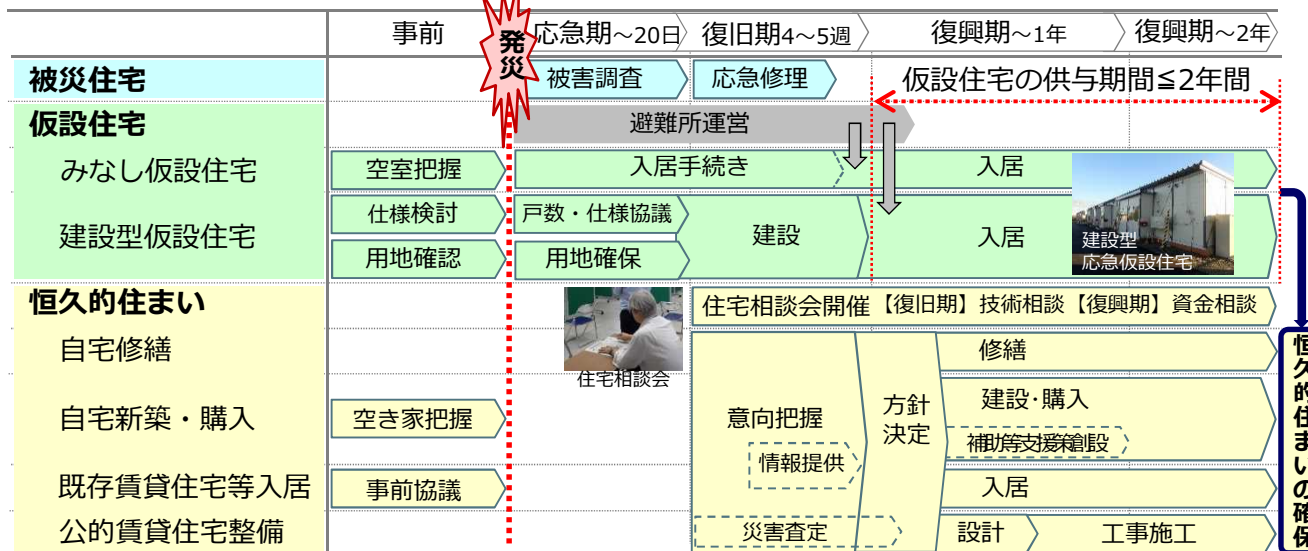 事前
発災
応急期～20日
復旧期4～5週
復興期～1年
復興期～2年
被災住宅
被害調査
応急修理
仮設住宅の供与期間≦2年間
仮設住宅
避難所運営
みなし仮設住宅
空室把握
入居手続き
入居
建設型仮設住宅
仕様検討
戸数・仕様協議
用地確認
用地確保
建設
入居
建設型
応急仮設住宅
恒久的住まい
住宅相談会開催【復旧期】技術相談【復興期】資金相談
住宅相談会
自宅修繕
修繕
自宅新築・購入
空き家把握
意向把握
情報提供
方針
決定
建設･購入
補助等支援策創設
既存賃貸住宅等入居
事前協議
入居
公的賃貸住宅整備
災害査定
設計
工事施工
恒久的住まいの確保